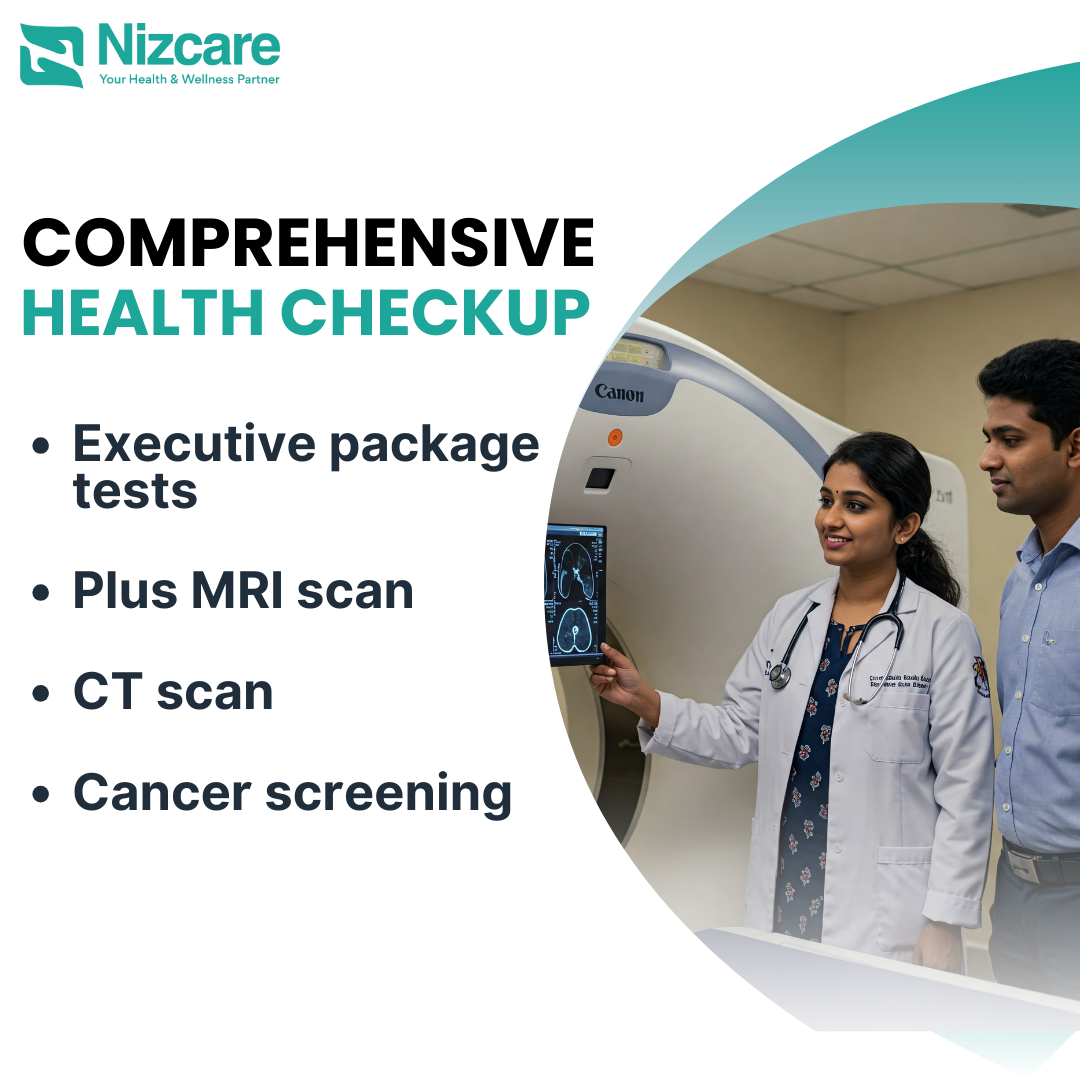 Nizcare
Your Health & Wellness Partner
COMPREHENSIVE
HEALTH CHECKUP
• Executive package
tests
• Plus MRI scan
• CT scan
• Cancer screening
Canon